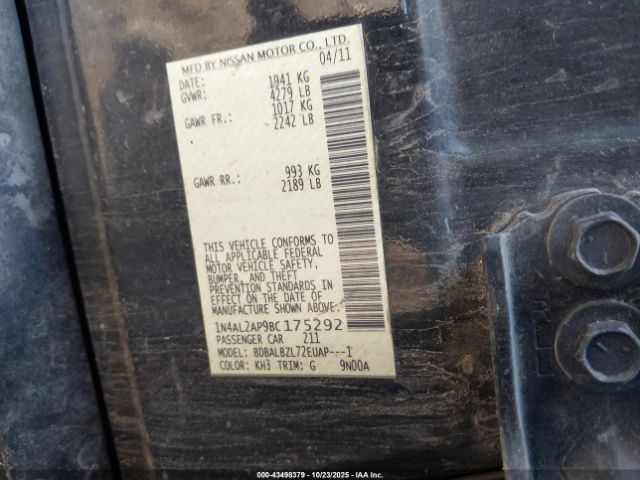 MFD BY NISSAN MOTOR CO., LTD.
DATE: 04/11
GVWR: 1941 KG
4279 LB
GAWR FR.: 1017 KG
2242 LB
GAWR RR.: 993 KG
2189 LB
THIS VEHICLE CONFORMS TO
ALL APPLICABLE FEDERAL
MOTOR VEHICLE SAFETY,
BUMPER, AND THEFT
PREVENTION STANDARDS IN
EFFECT ON THE DATE OF
MANUFACTURE SHOWN ABOVE.
1N4AL2AP9BC175292
PASSENGER CAR 211
MODEL: BDBALBZL72EUAP---1
COLOR: KH3 TRIM: G 9N00A
000-43498379 - 10/23/2025 - IAA Inc.